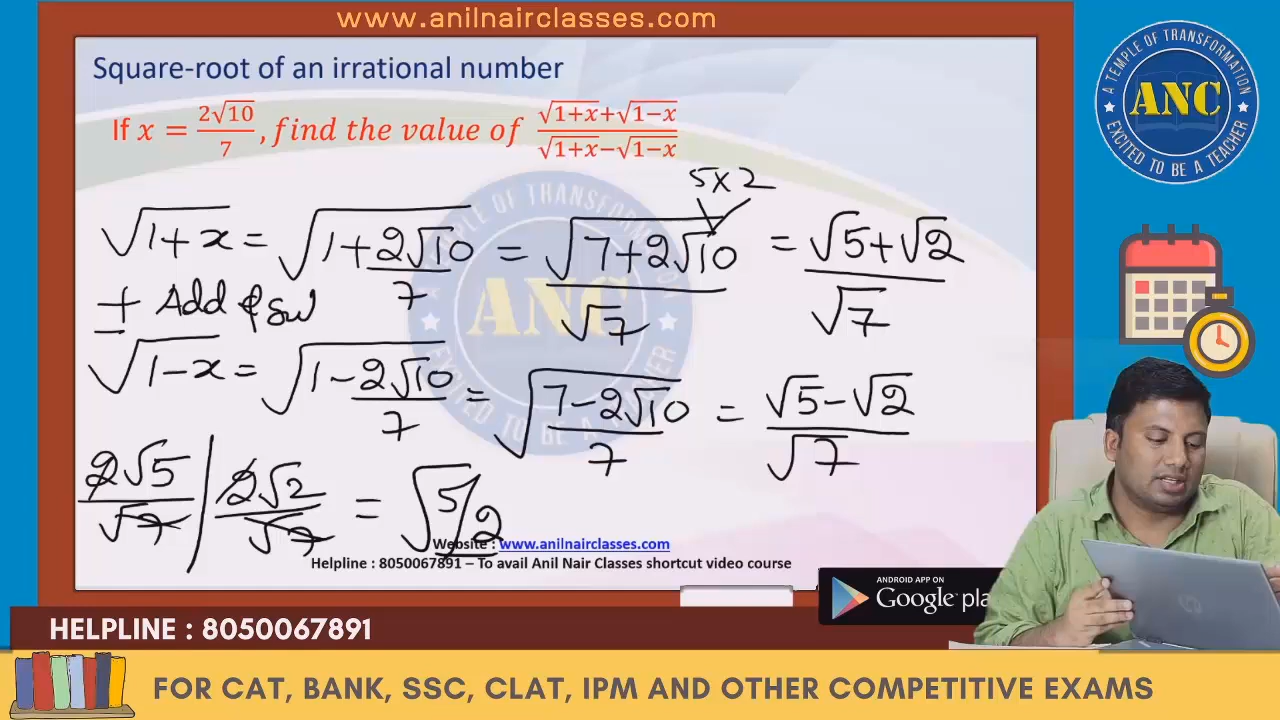 www.anilnairclasses.com
Square-root of an irrational number
If x = 2√10/7, find the value of (√1+x+√1−x)/(√1+x−√1−x)
5×2
√1+x = √1+2√10/7 = √7+2√10/√7 = √5+√2/√7
+ Add &
−
√1−x = √1−2√10/7 = √7−2√10/7 = √5−√2/√7
2√5/√7 / 2√2/√7 = √5/2
Website : www.anilnairclasses.com
Helpline : 8050067891 – To avail Anil Nair Classes shortcut video course
A TEMPLE OF TRANSFORMATION
ANC
EXCITED TO BE A TEACHER
ANDROID APP ON
Google pla
HELPLINE : 8050067891
FOR CAT, BANK, SSC, CLAT, IPM AND OTHER COMPETITIVE EXAMS